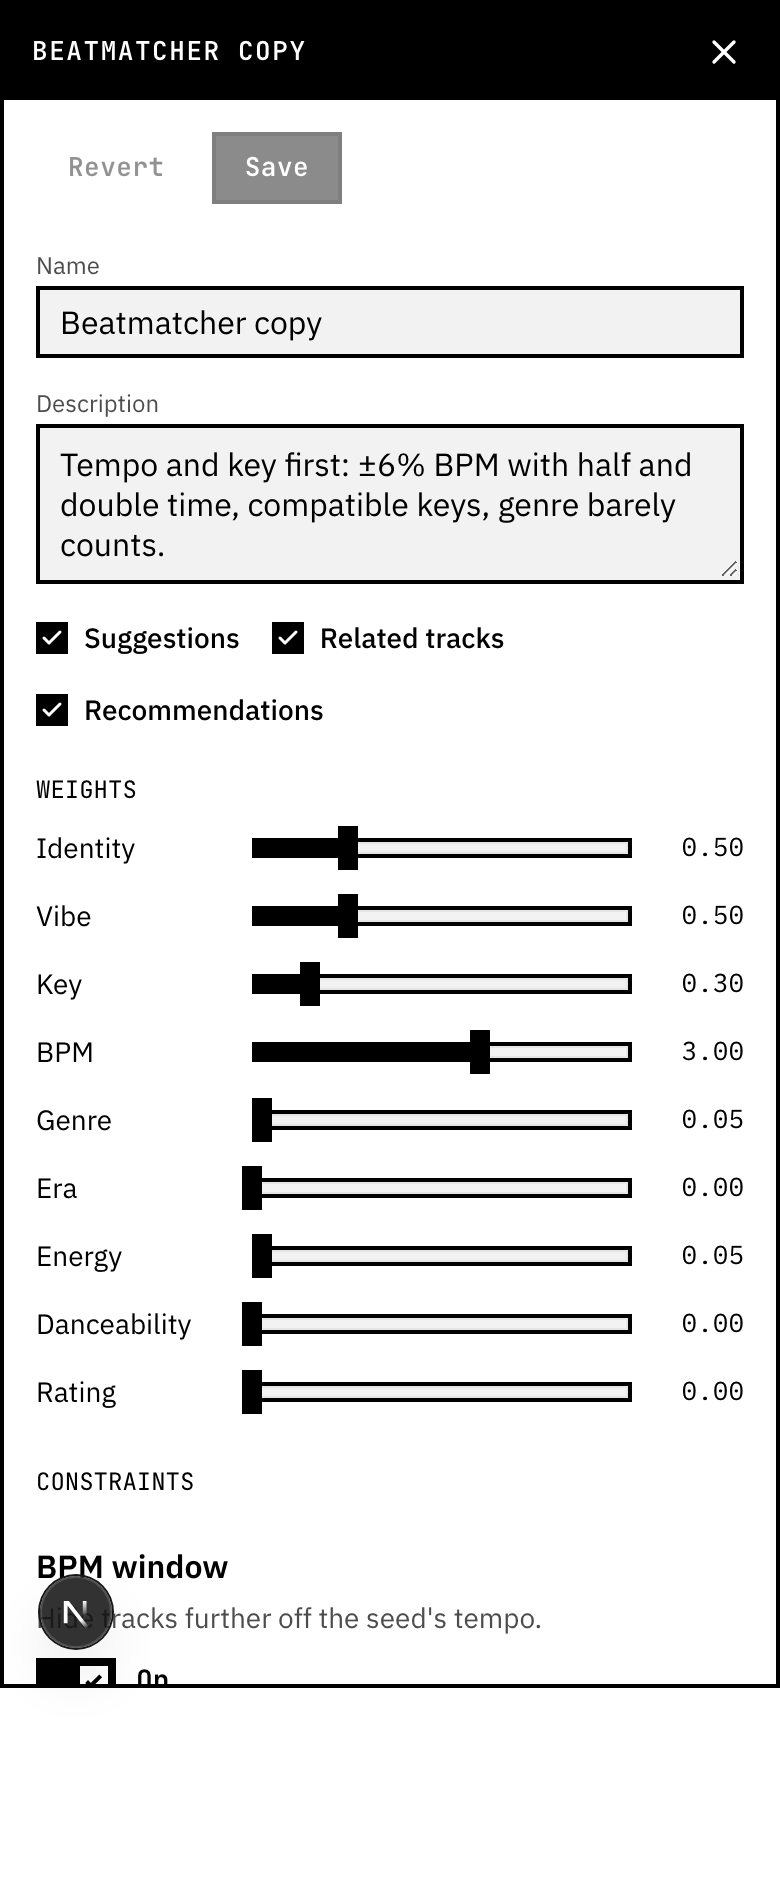 BEATMATCHER COPY
Revert
Save
Name
Beatmatcher copy
Description
Tempo and key first: ±6% BPM with half and
double time, compatible keys, genre barely
counts.
Suggestions
Related tracks
Recommendations
WEIGHTS
Identity 0.50
Vibe 0.50
Key 0.30
BPM 3.00
Genre 0.05
Era 0.00
Energy 0.05
Danceability 0.00
Rating 0.00
CONSTRAINTS
BPM window
Hide tracks further off the seed's tempo.
N
On